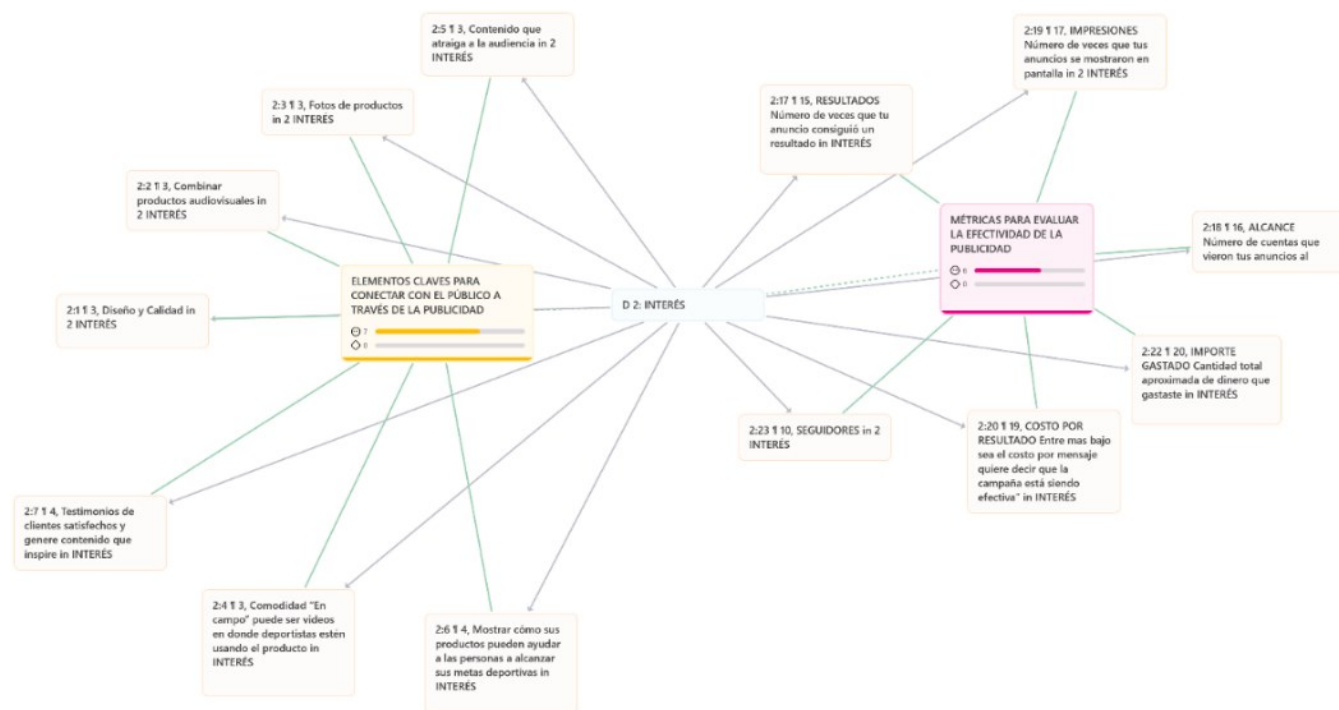 2:5 ¶ 3, Contenido que
atraiga a la audiencia in 2
INTERÉS
2:19 ¶ 17, IMPRESIONES
Número de veces que tus
anuncios se mostraron en
pantalla in 2 INTERÉS
2:3 ¶ 3, Fotos de productos
in 2 INTERÉS
2:17 ¶ 15, RESULTADOS
Número de veces que tu
anuncio consiguió un
resultado in INTERÉS
2:2 ¶ 3, Combinar
productos audiovisuales in
2 INTERÉS
MÉTRICAS PARA EVALUAR
LA EFECTIVIDAD DE LA
PUBLICIDAD
6
0
2:18 ¶ 16, ALCANCE
Número de cuentas que
vieron tus anuncios al
ELEMENTOS CLAVES PARA
CONECTAR CON EL PÚBLICO A
TRAVÉS DE LA PUBLICIDAD
7
0
D 2: INTERÉS
2:1 ¶ 3, Diseño y Calidad in
2 INTERÉS
2:22 ¶ 20, IMPORTE
GASTADO Cantidad total
aproximada de dinero que
gastaste in INTERÉS
2:23 ¶ 10, SEGUIDORES in 2
INTERÉS
2:20 ¶ 19, COSTO POR
RESULTADO Entre mas bajo
sea el costo por mensaje
quiere decir que la
campaña está siendo
efectiva" in INTERÉS
2:7 ¶ 4, Testimonios de
clientes satisfechos y
genere contenido que
inspire in INTERÉS
2:4 ¶ 3, Comodidad "En
campo" puede ser videos
en donde deportistas estén
usando el producto in
INTERÉS
2:6 ¶ 4, Mostrar cómo sus
productos pueden ayudar
a las personas a alcanzar
sus metas deportivas in
INTERÉS